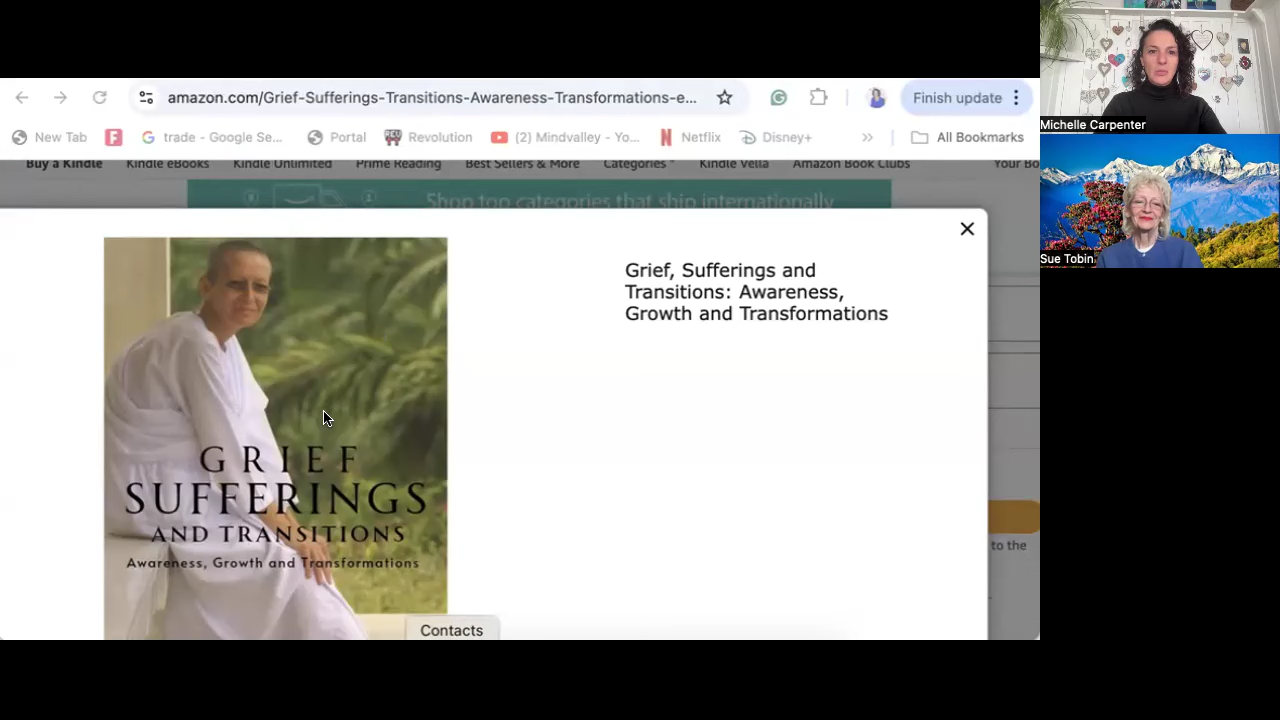 Michelle Carpenter
Sue Tobin
amazon.com/Grief-Sufferings-Transitions-Awareness-Transformations-e...
Finish update
New Tab
trade - Google Se...
Portal
Revolution
(2) Mindvalley - Yo...
Netflix
Disney+
»
All Bookmarks
Buy a Kindle Kindle eBooks Kindle Unlimited Prime Reading Best Sellers & More Categories Kindle Vella Amazon Book Clubs Your Bo
Shop top categories that ship internationally
Grief, Sufferings and
Transitions: Awareness,
Growth and Transformations
GRIEF
SUFFERINGS
AND TRANSITIONS
Awareness, Growth and Transformations
to the
Contacts